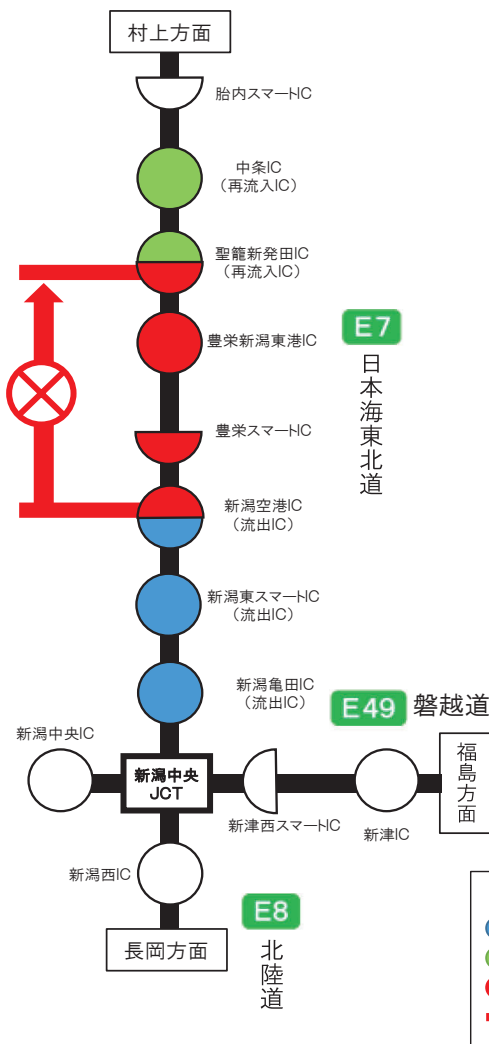 村上方面
胎内スマートIC
中条IC
(再流入IC)
聖籠新発田IC
(再流入IC)
豊栄新潟東港IC
E7
日本海東北道
豊栄スマートIC
新潟空港IC
(流出IC)
新潟東スマートIC
(流出IC)
新潟亀田IC
(流出IC)
E49 磐越道
新潟中央IC
新潟中央
JCT
福島方面
新津西スマートIC
新津IC
新潟西IC
E8
北陸道
長岡方面